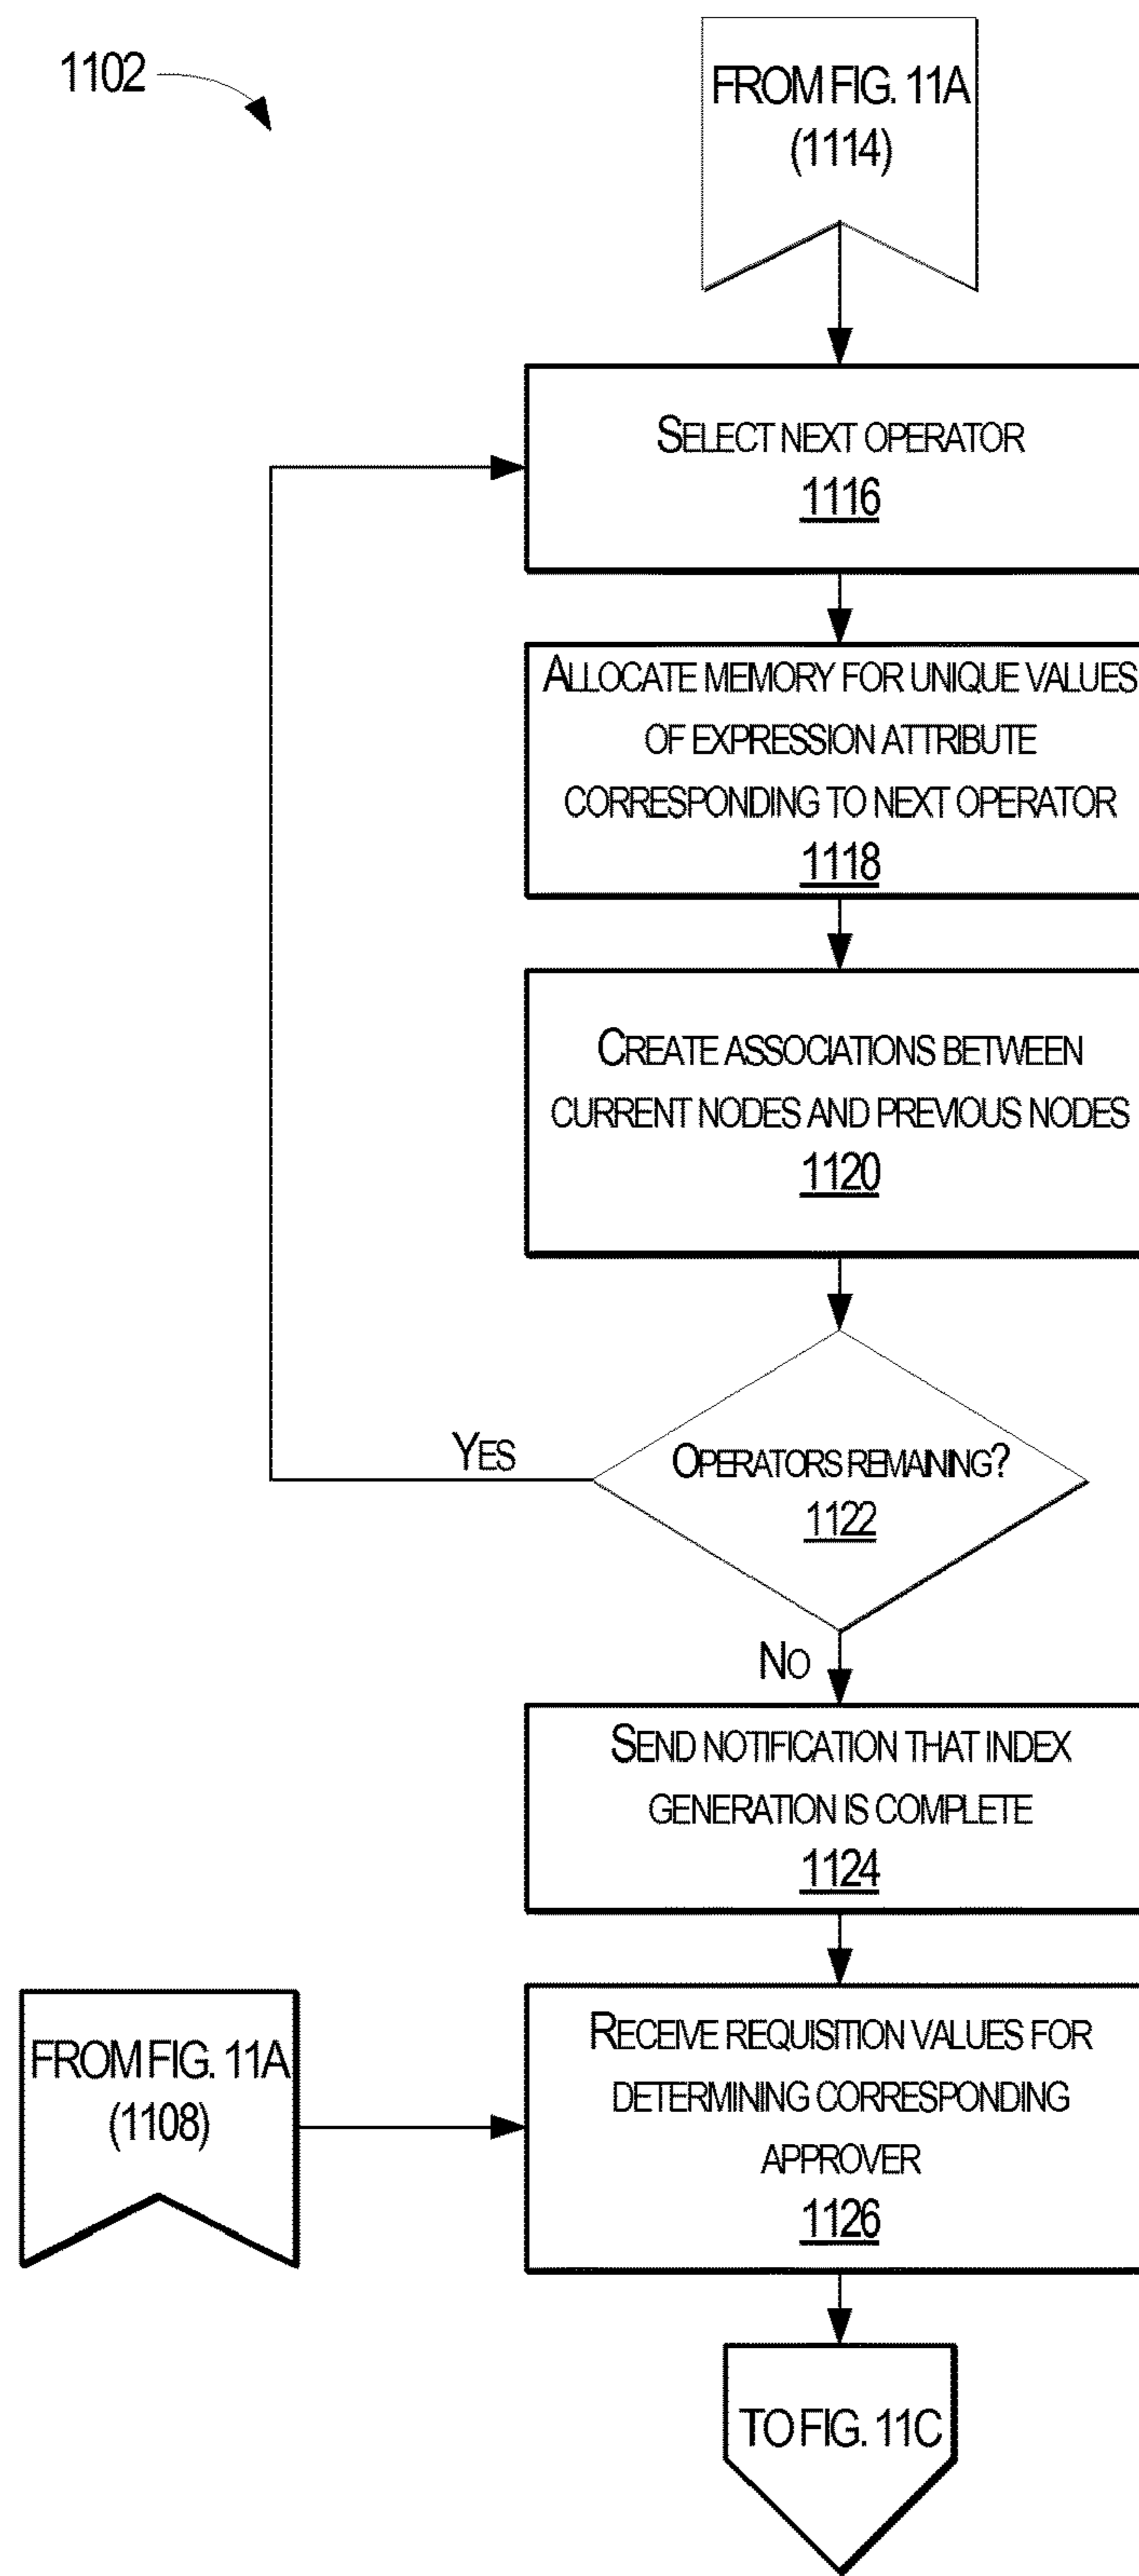 1102
FROM FIG. 11A
(1114)
SELECT NEXT OPERATOR
1116
ALLOCATE MEMORY FOR UNIQUE VALUES
OF EXPRESSION ATTRIBUTE
CORRESPONDING TO NEXT OPERATOR
1118
CREATE ASSOCIATIONS BETWEEN
CURRENT NODES AND PREVIOUS NODES
1120
YES
OPERATORS REMAINING?
1122
NO
SEND NOTIFICATION THAT INDEX
GENERATION IS COMPLETE
1124
FROM FIG. 11A
(1108)
RECEIVE REQUISITION VALUES FOR
DETERMINING CORRESPONDING
APPROVER
1126
TO FIG. 11C